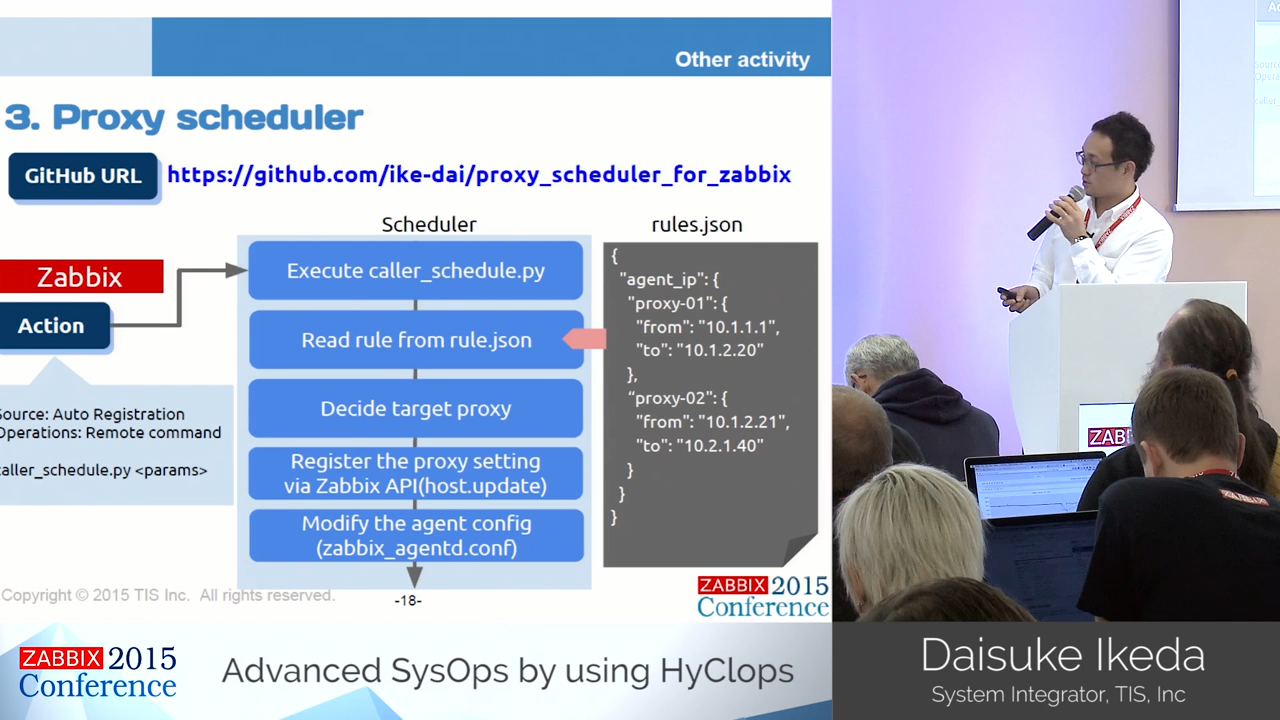 Other activity
3. Proxy scheduler
GitHub URL
https://github.com/ike-dai/proxy_scheduler_for_zabbix
Scheduler
rules.json
Zabbix
Action
Source: Auto Registration
Operations: Remote command
caller_schedule.py <params>
Execute caller_schedule.py
Read rule from rule.json
Decide target proxy
Register the proxy setting
via Zabbix API(host.update)
Modify the agent config
(zabbix_agentd.conf)
{
"agent_ip": {
"proxy-01": {
"from": "10.1.1.1",
"to": "10.1.2.20"
},
"proxy-02": {
"from": "10.1.2.21",
"to": "10.2.1.40"
}
}
}
Copyright © 2015 TIS Inc. All rights reserved.
-18-
ZABBIX 2015
Conference
ZABBIX 2015
Conference
Advanced SysOps by using HyClops
Daisuke Ikeda
System Integrator, TIS, Inc